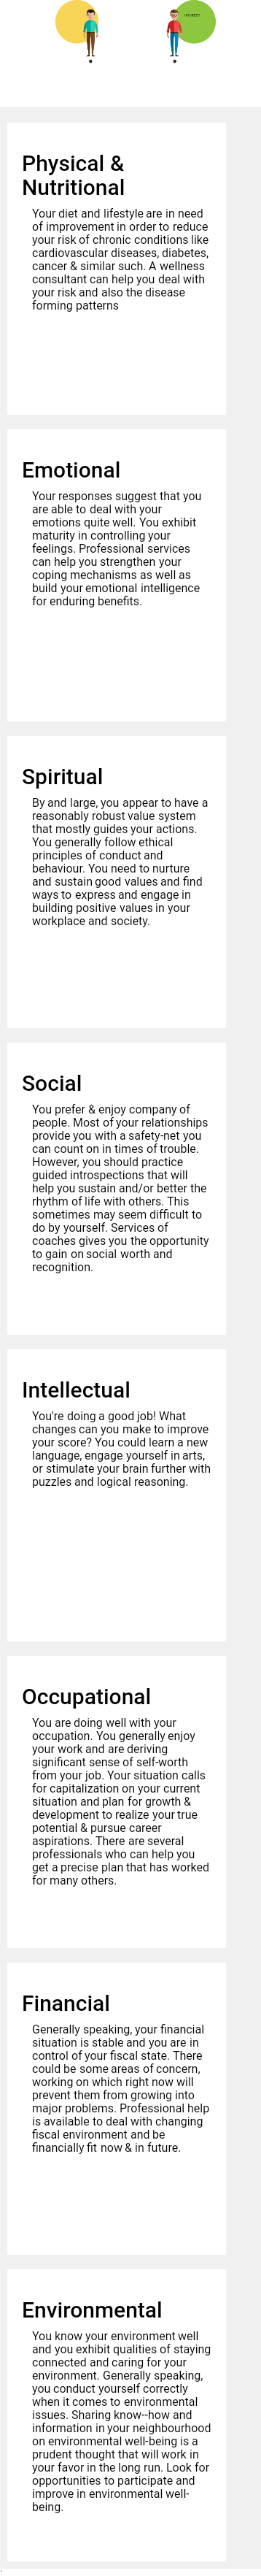 Physical &
Nutritional
Your diet and lifestyle are in need
of improvement in order to reduce
your risk of chronic conditions like
cardiovascular diseases, diabetes,
cancer & similar such. A wellness
consultant can help you deal with
your risk and also the disease
forming patterns
Emotional
Your responses suggest that you
are able to deal with your
emotions quite well. You exhibit
maturity in controlling your
feelings. Professional services
can help you strengthen your
coping mechanisms as well as
build your emotional intelligence
for enduring benefits.
Spiritual
By and large, you appear to have a
reasonably robust value system
that mostly guides your actions.
You generally follow ethical
principles of conduct and
behaviour. You need to nurture
and sustain good values and find
ways to express and engage in
building positive values in your
workplace and society.
Social
You prefer & enjoy company of
people. Most of your relationships
provide you with a safety-net you
can count on in times of trouble.
However, you should practice
guided introspections that will
help you sustain and/or better the
rhythm of life with others. This
sometimes may seem difficult to
do by yourself. Services of
coaches gives you the opportunity
to gain on social worth and
recognition.
Intellectual
You're doing a good job! What
changes can you make to improve
your score? You could learn a new
language, engage yourself in arts,
or stimulate your brain further with
puzzles and logical reasoning.
Occupational
You are doing well with your
occupation. You generally enjoy
your work and are deriving
significant sense of self-worth
from your job. Your situation calls
for capitalization on your current
situation and plan for growth &
development to realize your true
potential & pursue career
aspirations. There are several
professionals who can help you
get a precise plan that has worked
for many others.
Financial
Generally speaking, your financial
situation is stable and you are in
control of your fiscal state. There
could be some areas of concern,
working on which right now will
prevent them from growing into
major problems. Professional help
is available to deal with changing
fiscal environment and be
financially fit now & in future.
Environmental
You know your environment well
and you exhibit qualities of staying
connected and caring for your
environment. Generally speaking,
you conduct yourself correctly
when it comes to environmental
issues. Sharing know--how and
information in your neighbourhood
on environmental well-being is a
prudent thought that will work in
your favor in the long run. Look for
opportunities to participate and
improve in environmental well-
being.